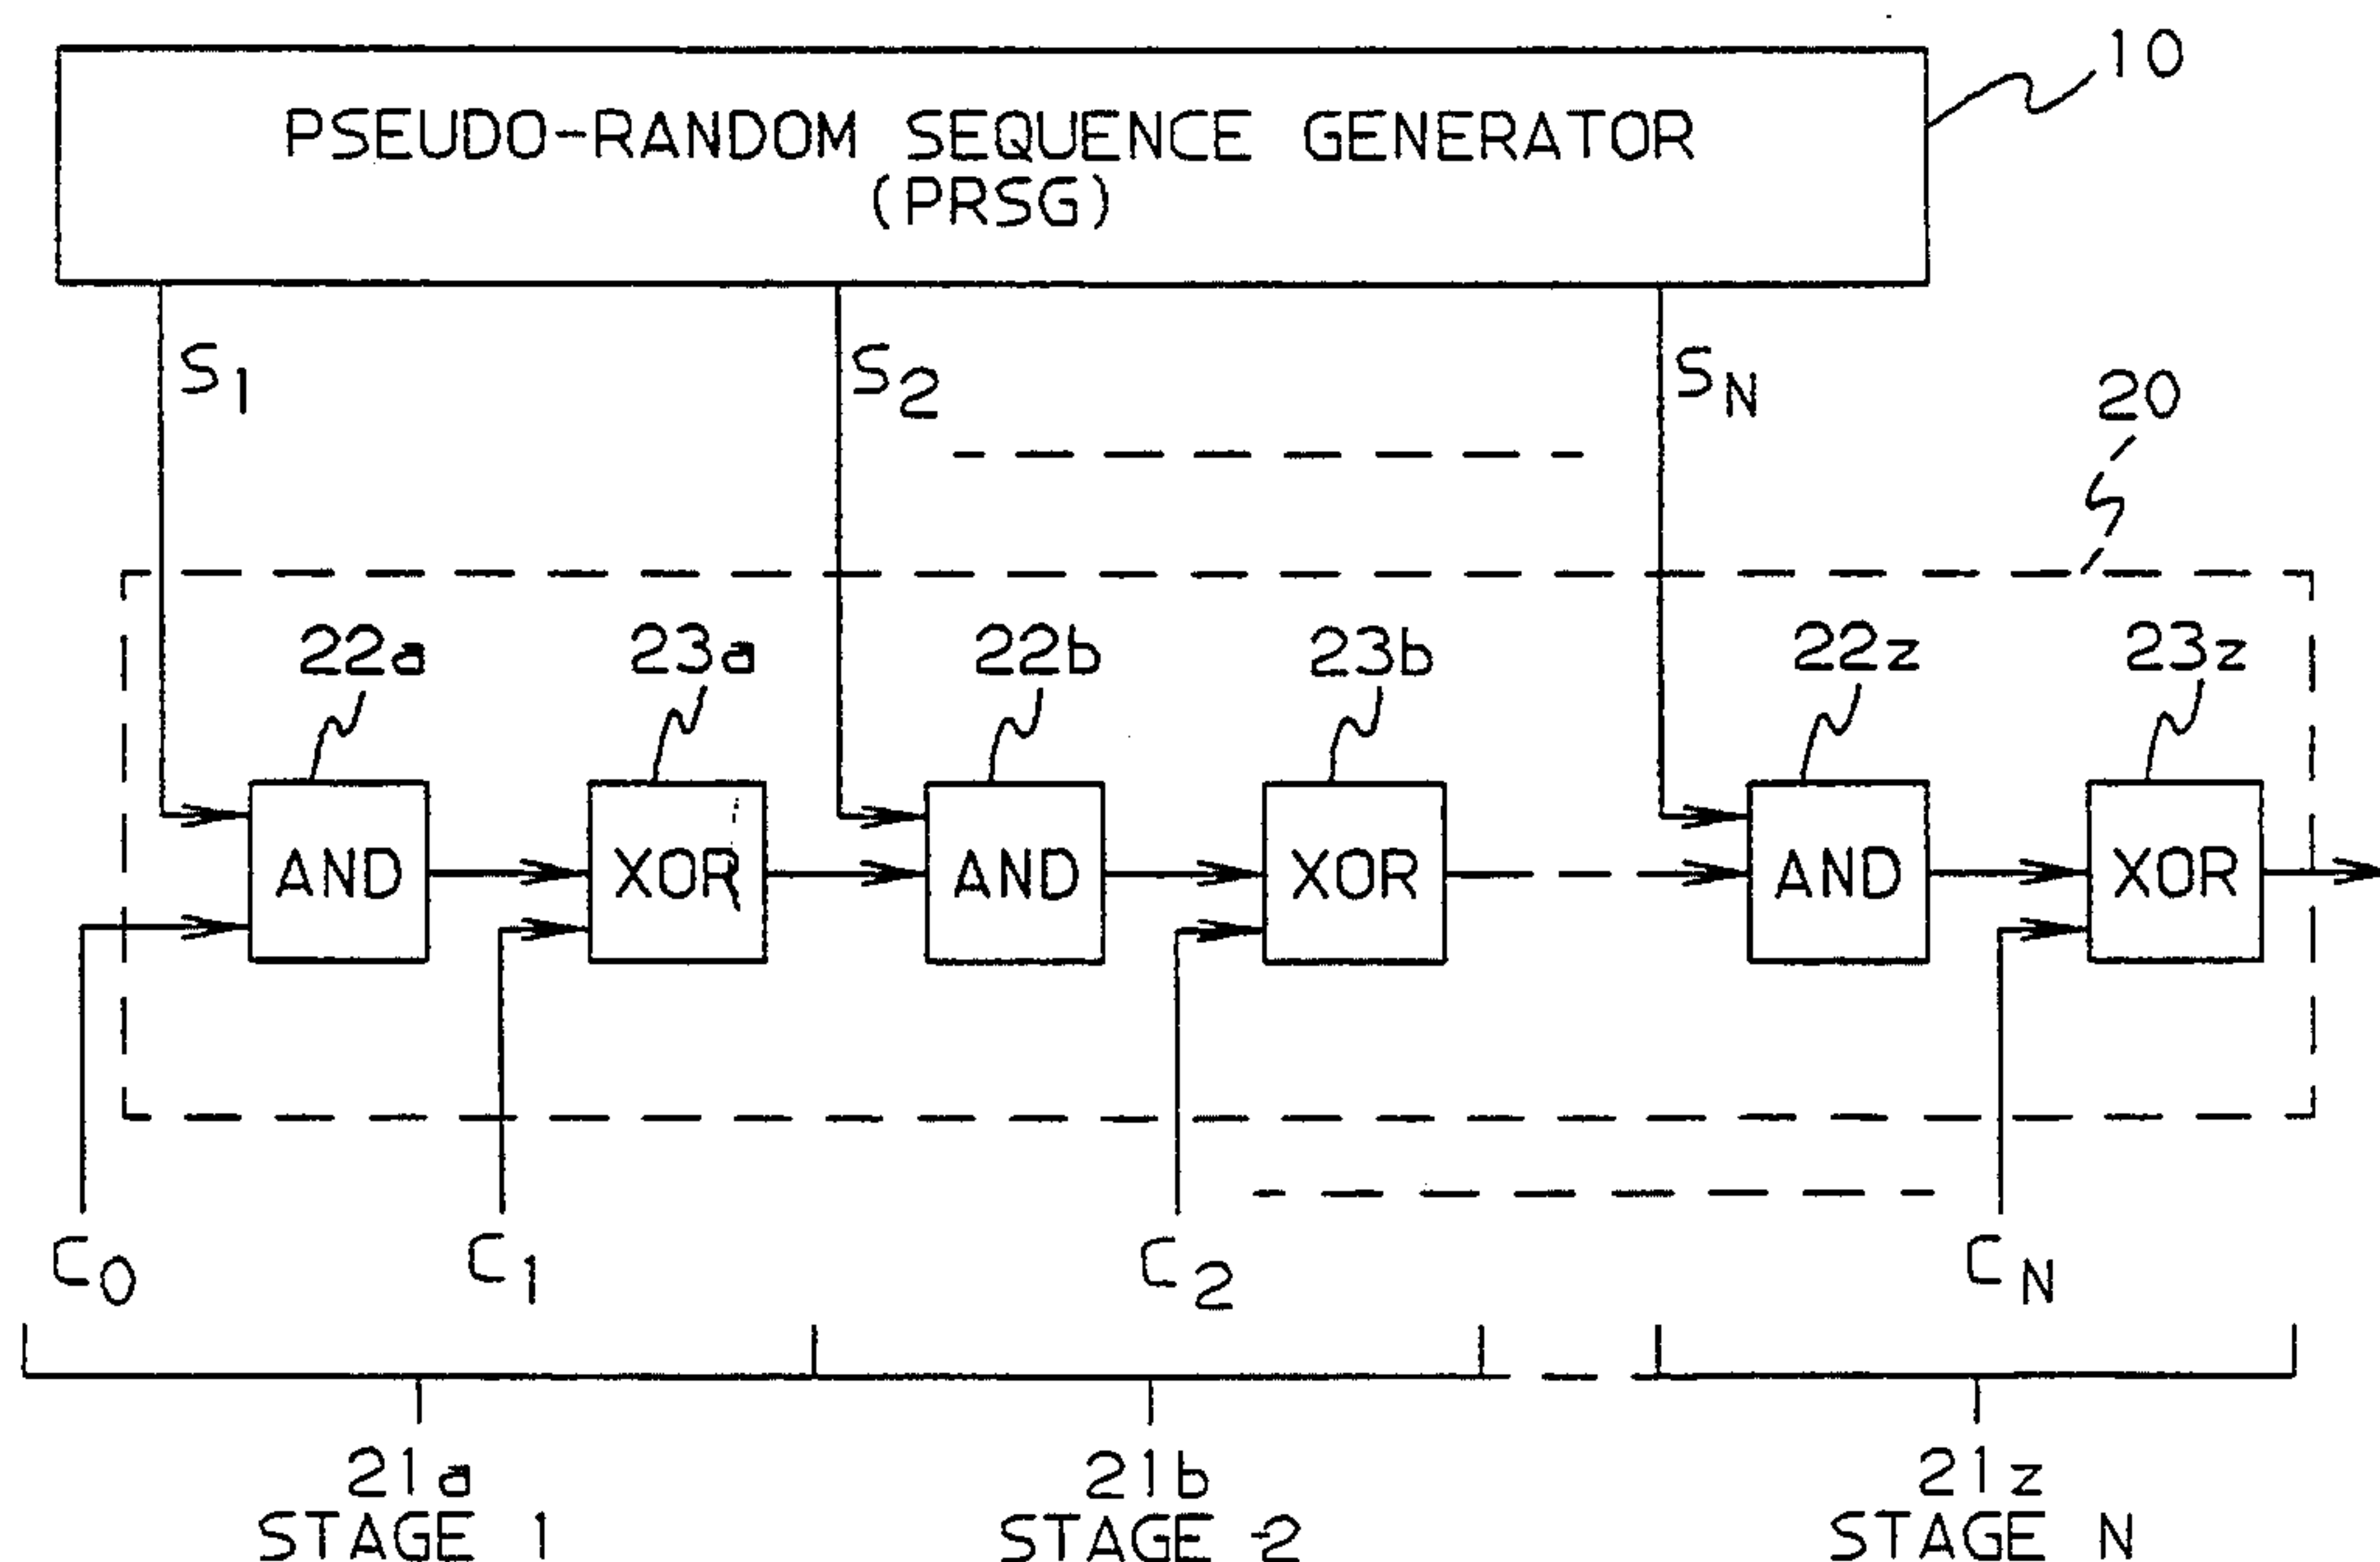 10
PSEUDO-RANDOM SEQUENCE GENERATOR
(PRSG)
S1
S2
SN
20
22a
23a
22b
23b
22z
23z
AND
XOR
AND
XOR
AND
XOR
C0
C1
C2
CN
21a
21b
21z
STAGE 1
STAGE 2
STAGE N